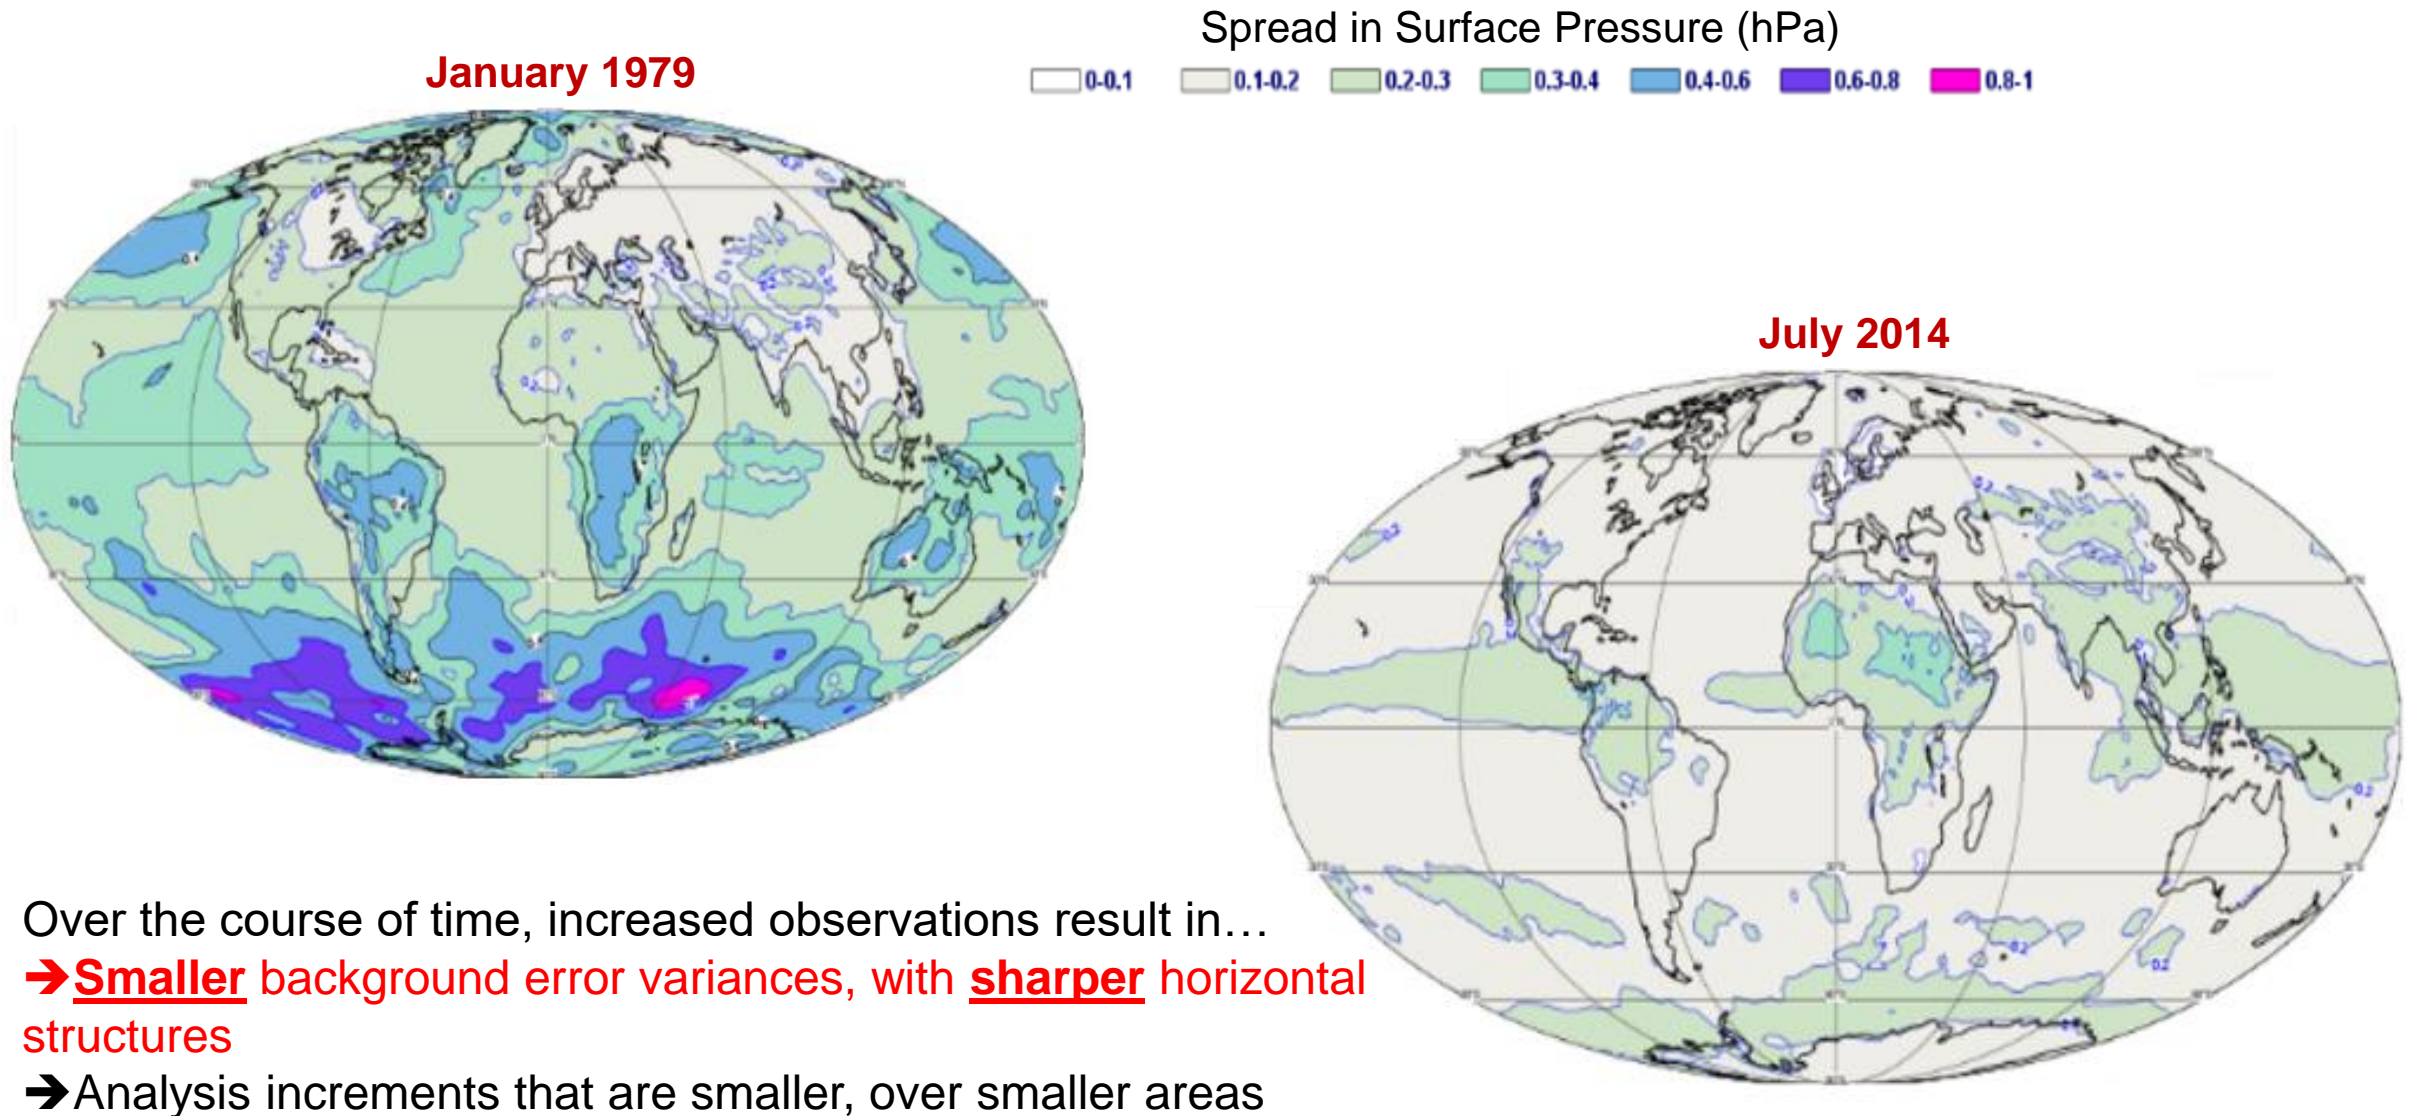 Spread in Surface Pressure (hPa)
January 1979
0-0.1 0.1-0.2 0.2-0.3 0.3-0.4 0.4-0.6 0.6-0.8 0.8-1
July 2014
Over the course of time, increased observations result in…
➔Smaller background error variances, with sharper horizontal
structures
➔Analysis increments that are smaller, over smaller areas